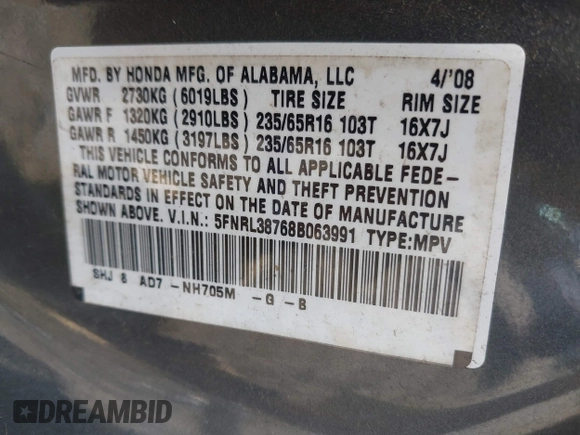 MFD. BY HONDA MFG. OF ALABAMA, LLC 4/'08
GVWR 2730KG (6019LBS) TIRE SIZE RIM SIZE
GAWR F 1320KG (2910LBS) 235/65R16 103T 16X7J
GAWR R 1450KG (3197LBS) 235/65R16 103T 16X7J
THIS VEHICLE CONFORMS TO ALL APPLICABLE FEDE-
RAL MOTOR VEHICLE SAFETY AND THEFT PREVENTION
STANDARDS IN EFFECT ON THE DATE OF MANUFACTURE
SHOWN ABOVE. V.I.N.: 5FNRL38768B063991 TYPE:MPV
SHJ 8 AD7 -NH705M -G -B
DREAMBID